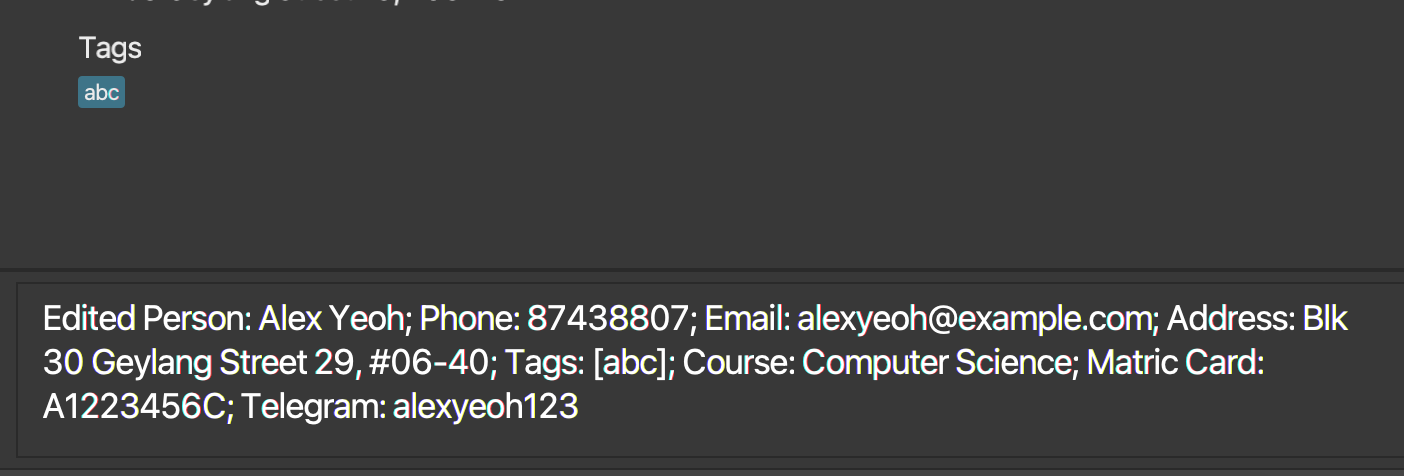 Tags
abc
Edited Person: Alex Yeoh; Phone: 87438807; Email: alexyeoh@example.com; Address: Blk
30 Geylang Street 29, #06-40; Tags: [abc]; Course: Computer Science; Matric Card:
A1223456C; Telegram: alexyeoh123